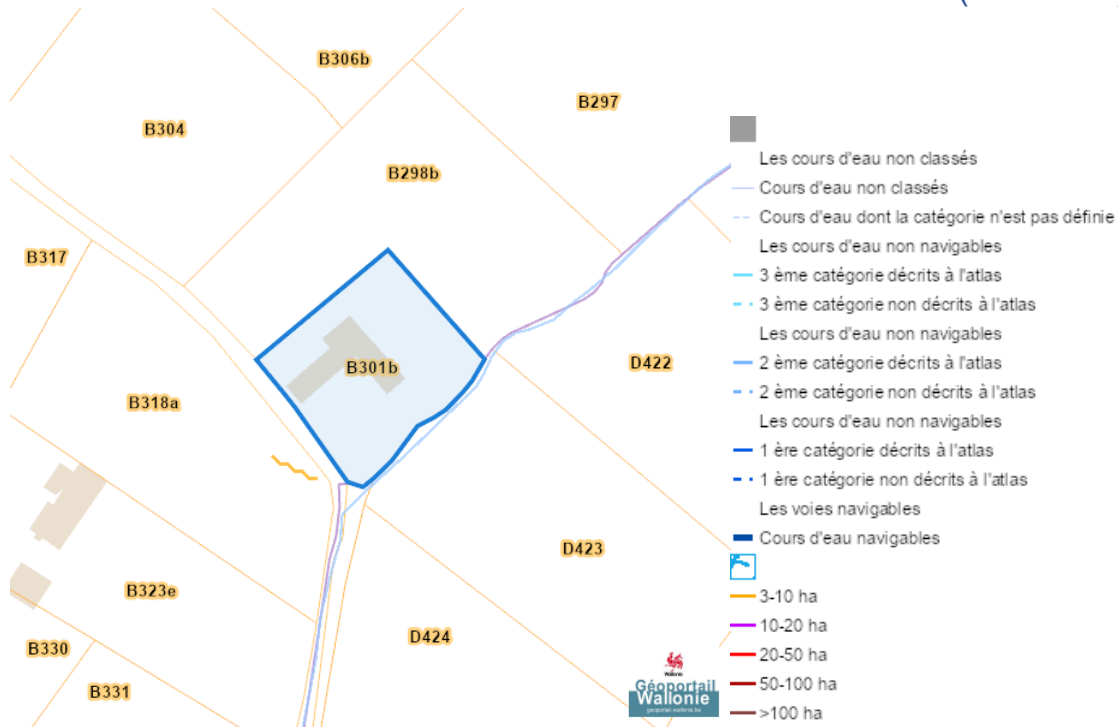 B306b
B297
B304
B298b
B317
B301b
D422
B318a
D423
B323e
D424
B330
B331
Les cours d'eau non classés
Cours d'eau non classés
Cours d'eau dont la catégorie n'est pas définie
Les cours d'eau non navigables
3 ème catégorie décrits à l'atlas
3 ème catégorie non décrits à l'atlas
Les cours d'eau non navigables
2 ème catégorie décrits à l'atlas
2 ème catégorie non décrits à l'atlas
Les cours d'eau non navigables
1 ère catégorie décrits à l'atlas
1 ère catégorie non décrits à l'atlas
Les voies navigables
Cours d'eau navigables
3-10 ha
10-20 ha
20-50 ha
50-100 ha
>100 ha
Wallonie
Géoportail
Wallonie
geoportail.wallonie.be